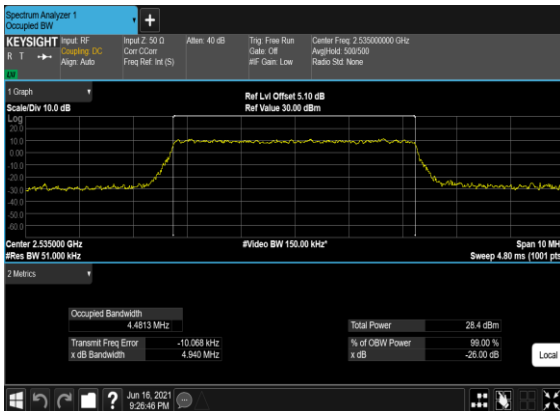 Spectrum Analyzer 1
Occupied BW
KEYSIGHT
R T
LXI
Input: RF
Coupling: DC
Align: Auto
Input Z: 50 Ω
Corr CCorr
Freq Ref: Int (S)
Atten: 40 dB
Trig: Free Run
Gate: Off
#IF Gain: Low
Center Freq: 2.535000000 GHz
Avg|Hold: 500/500
Radio Std: None
1 Graph
Scale/Div 10.0 dB
Ref Lvl Offset 5.10 dB
Ref Value 30.00 dBm
Log
20.0
10.0
0.00
-10.0
-20.0
-30.0
-40.0
-50.0
-60.0
Center 2.535000 GHz
#Res BW 51.000 kHz
#Video BW 150.00 kHz*
Span 10 MH
Sweep 4.80 ms (1001 pts
2 Metrics
Occupied Bandwidth
4.4813 MHz
Transmit Freq Error -10.068 kHz
x dB Bandwidth 4.940 MHz
Total Power 28.4 dBm
% of OBW Power 99.00 %
x dB -26.00 dB
Local
?
Jun 16, 2021
9:26:46 PM